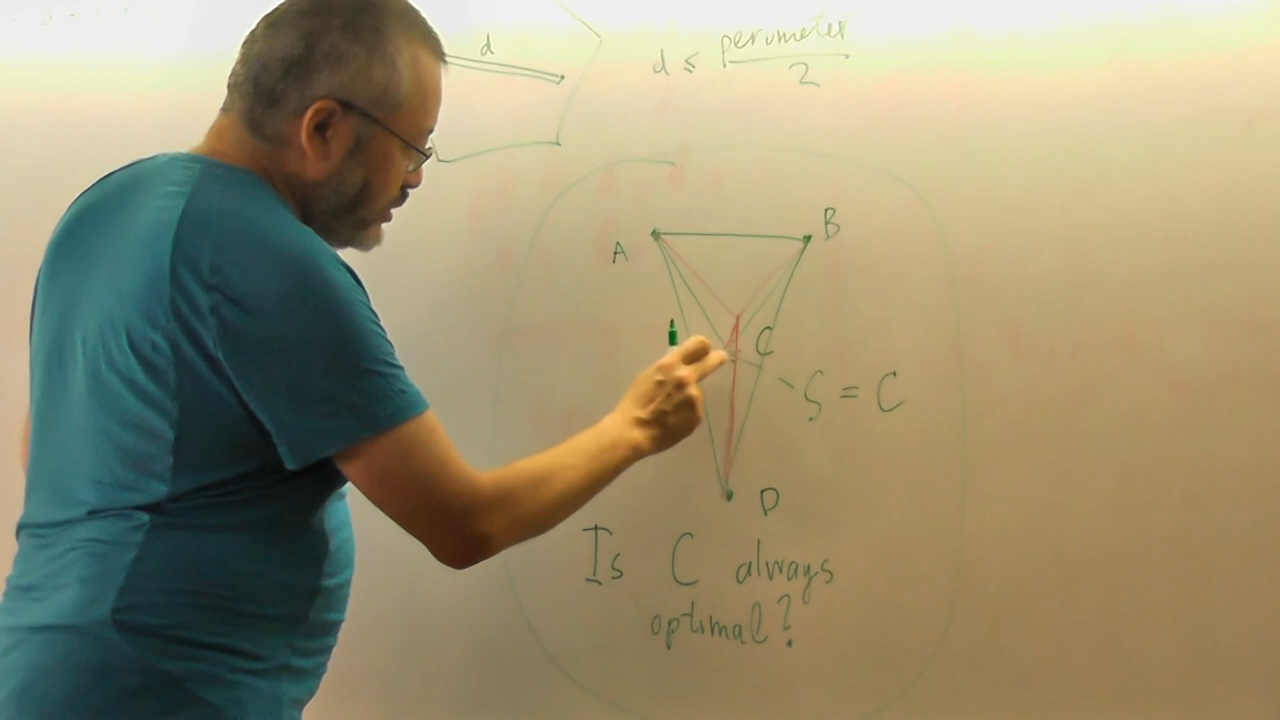 d
d ≤ perimeter / 2
A
B
C
S = C
D
Is C always
optimal?